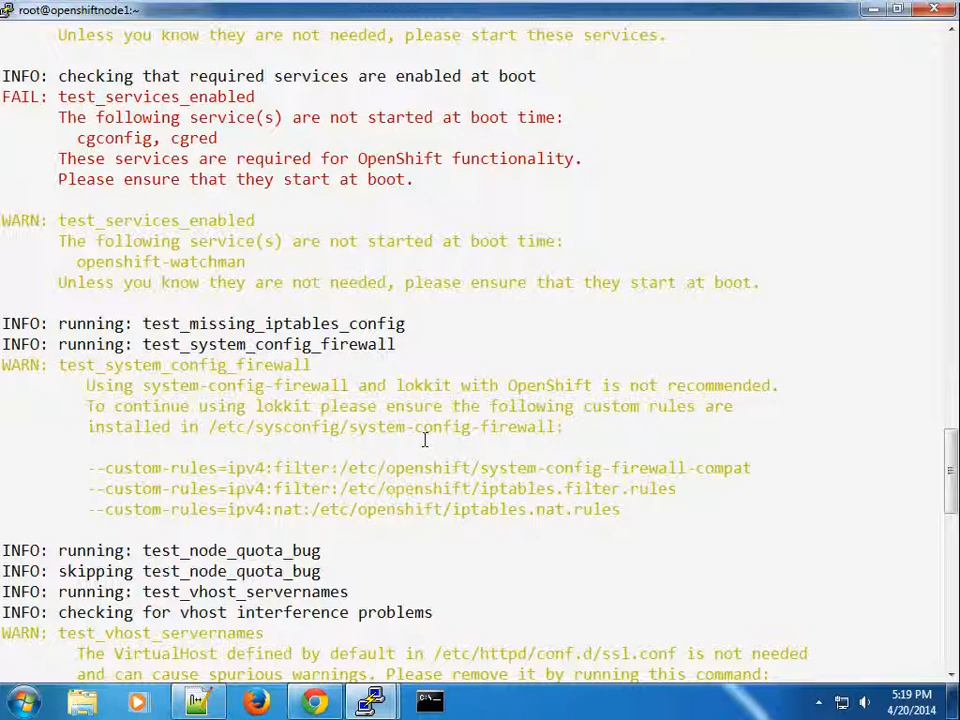 root@openshiftnode1:~
Unless you know they are not needed, please start these services.
INFO: checking that required services are enabled at boot
FAIL: test_services_enabled
The following service(s) are not started at boot time:
cgconfig, cgred
These services are required for OpenShift functionality.
Please ensure that they start at boot.
WARN: test_services_enabled
The following service(s) are not started at boot time:
openshift-watchman
Unless you know they are not needed, please ensure that they start at boot.
INFO: running: test_missing_iptables_config
INFO: running: test_system_config_firewall
WARN: test_system_config_firewall
Using system-config-firewall and lokkit with OpenShift is not recommended.
To continue using lokkit please ensure the following custom rules are
installed in /etc/sysconfig/system-config-firewall:
--custom-rules=ipv4:filter:/etc/openshift/system-config-firewall-compat
--custom-rules=ipv4:filter:/etc/openshift/iptables.filter.rules
--custom-rules=ipv4:nat:/etc/openshift/iptables.nat.rules
INFO: running: test_node_quota_bug
INFO: skipping test_node_quota_bug
INFO: running: test_vhost_servernames
INFO: checking for vhost interference problems
WARN: test_vhost_servernames
The VirtualHost defined by default in /etc/httpd/conf.d/ssl.conf is not needed
and can cause spurious warnings. Please remove it by running this command:
5:19 PM
4/20/2014